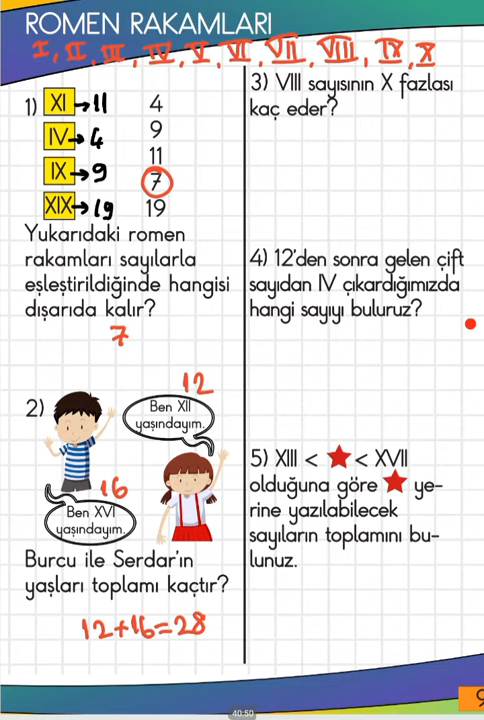 ROMEN RAKAMLARI
I, II, III, IV, V, VI, VII, VIII, IX, X
1) XI → 11 4
IV → 4 9
IX → 9 11
7
XIX → 19 19
Yukarıdaki romen
rakamları sayılarla
eşleştirildiğinde hangisi
dışarıda kalır?
7
2)
12
Ben XII
yaşındayım.
16
Ben XVI
yaşındayım.
Burcu ile Serdar'ın
yaşları toplamı kaçtır?
12+16=28
3) VIII sayısının X fazlası
kaç eder?
4) 12'den sonra gelen çift
sayıdan IV çıkardığımızda
hangi sayıyı buluruz?
5) XIII < ★ < XVII
olduğuna göre ★ ye-
rine yazılabilecek
sayıların toplamını bu-
lunuz.
9
40:50